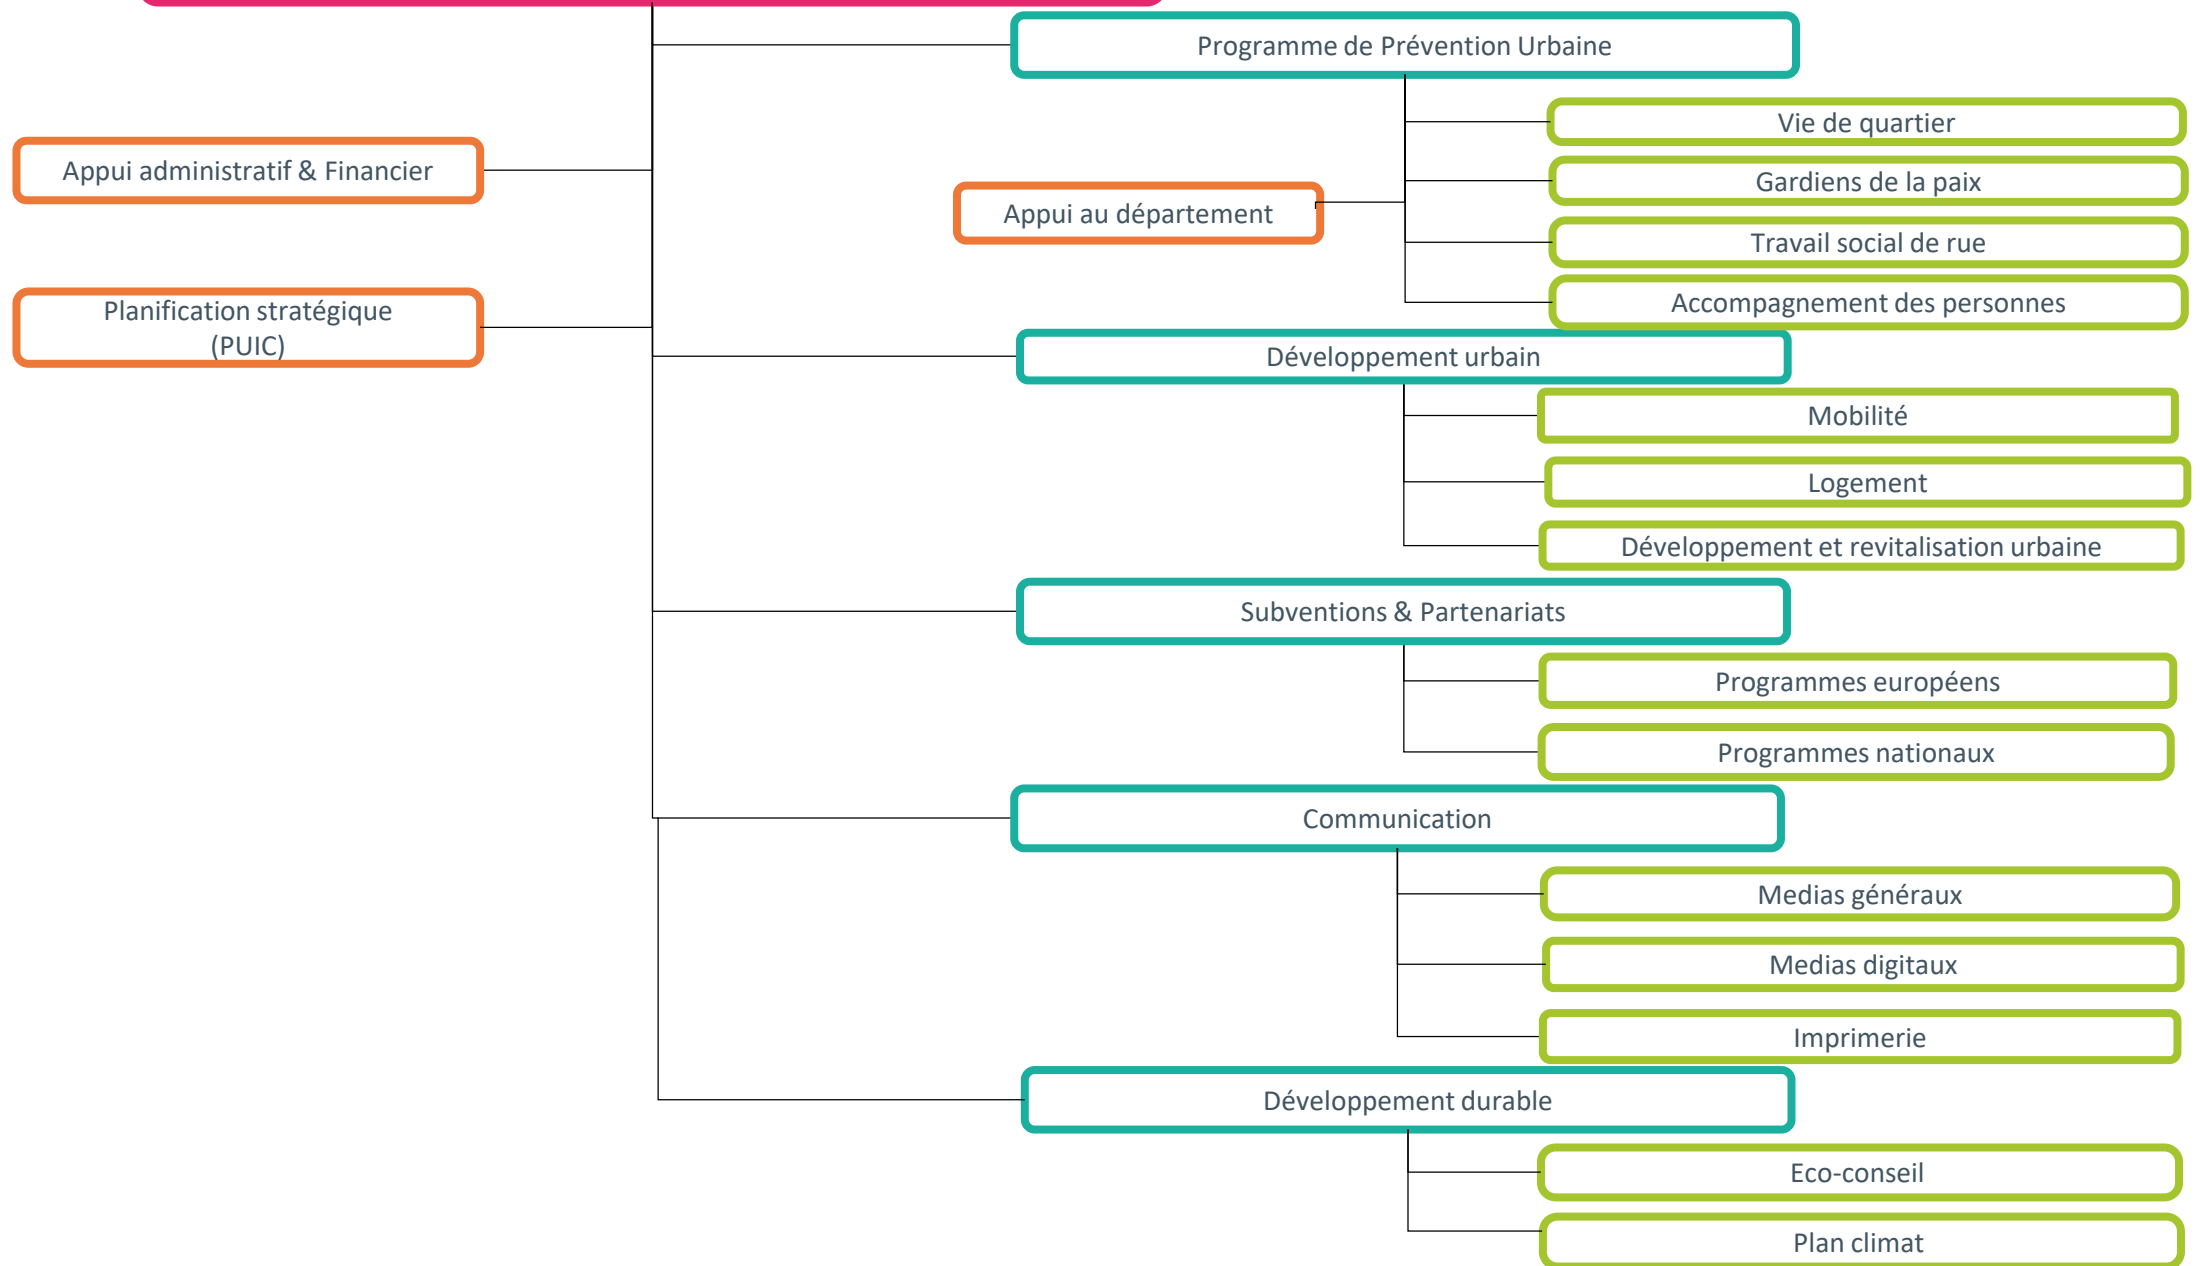 Programme de Prévention Urbaine
Vie de quartier
Appui administratif & Financier
Gardiens de la paix
Appui au département
Travail social de rue
Accompagnement des personnes
Planification stratégique
(PUIC)
Développement urbain
Mobilité
Logement
Développement et revitalisation urbaine
Subventions & Partenariats
Programmes européens
Programmes nationaux
Communication
Medias généraux
Medias digitaux
Imprimerie
Développement durable
Eco-conseil
Plan climat